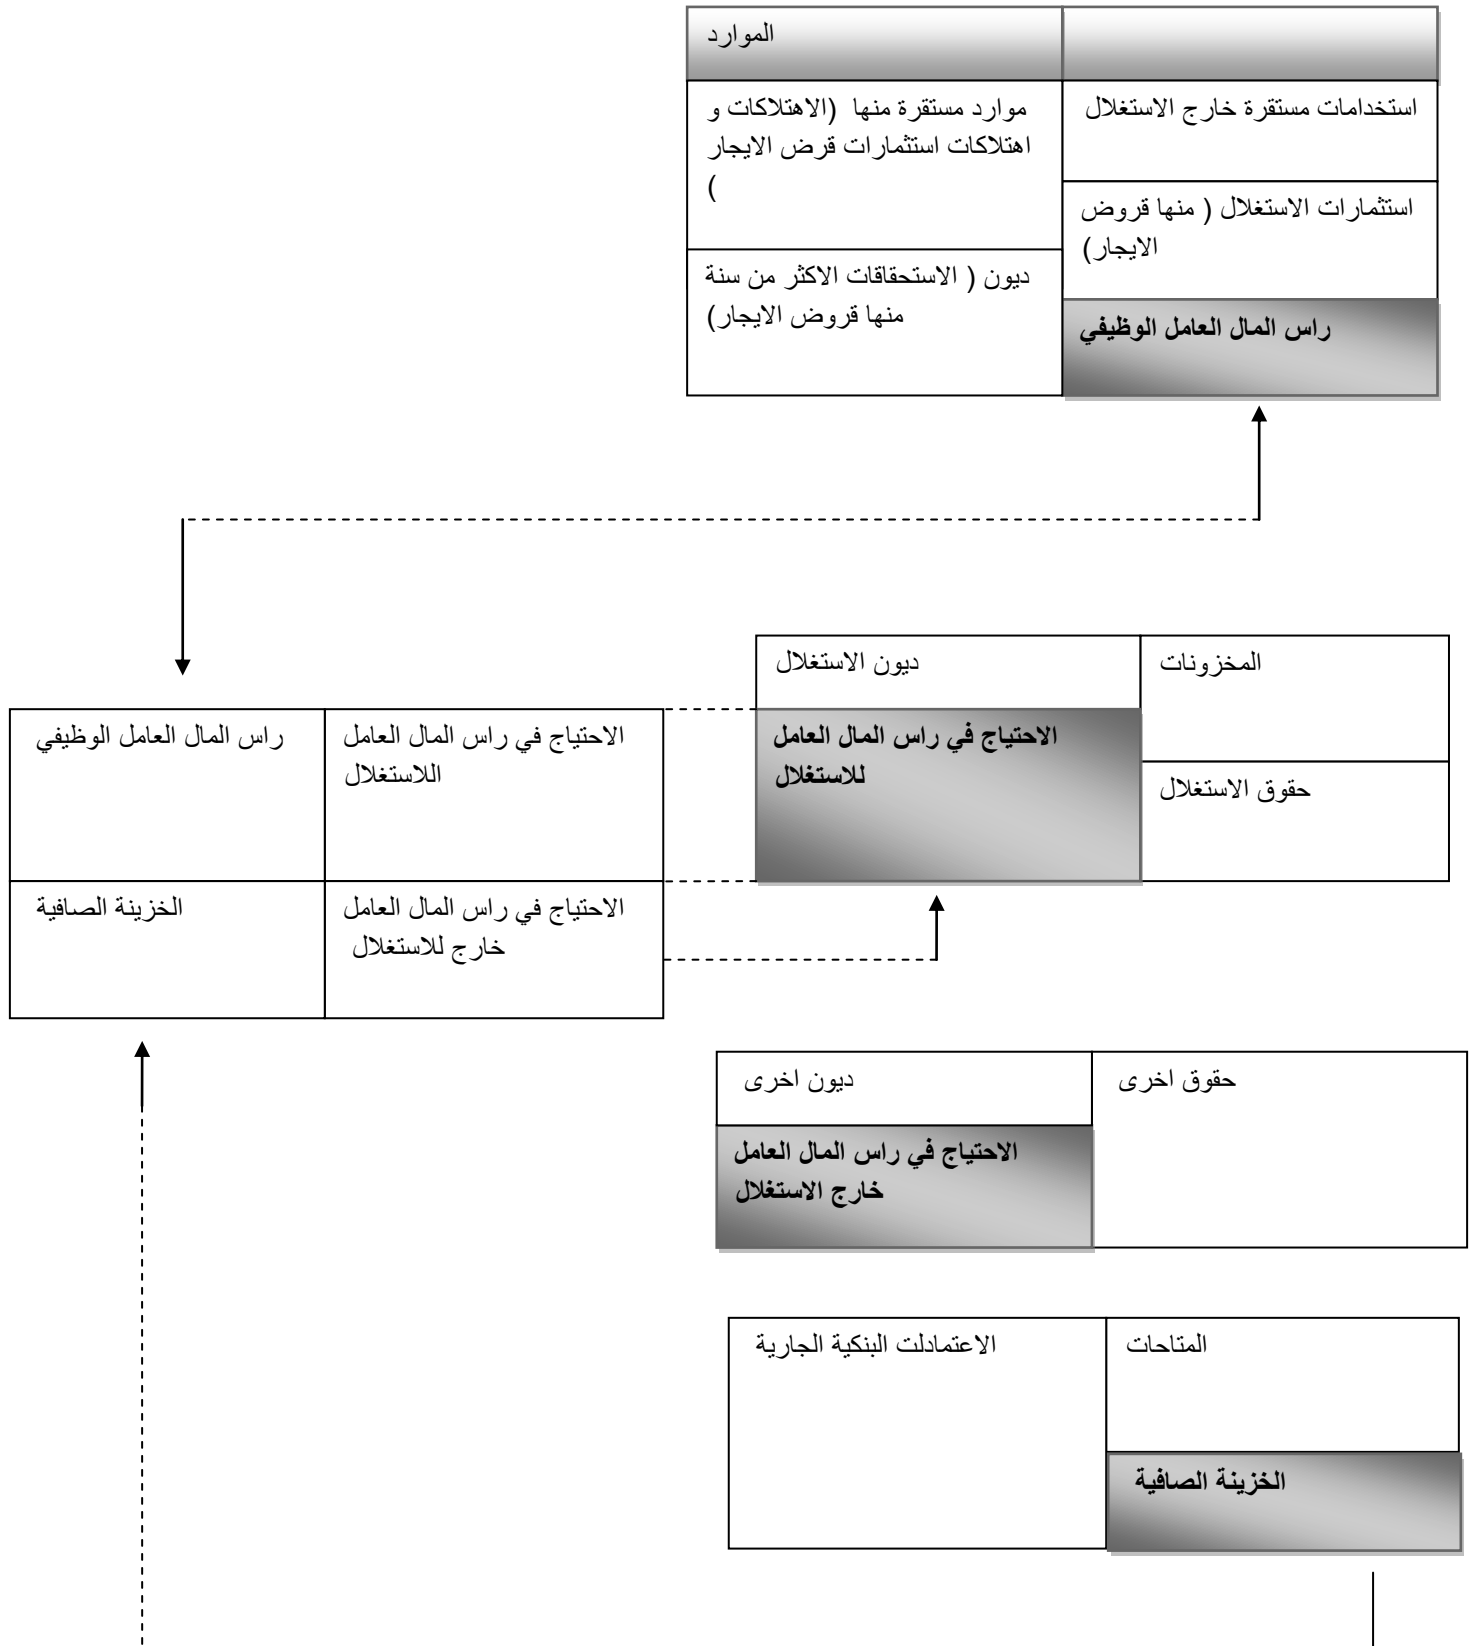 الموارد
استخدامات مستقرة خارج الاستغلال
موارد مستقرة منها (الاهتلاكات و
اهتلاكات استثمارات قرض الايجار
)
استثمارات الاستغلال ( منها قروض
الايجار)
ديون ( الاستحقاقات الاكثر من سنة
منها قروض الايجار)
راس المال العامل الوظيفي
المخزونات
ديون الاستغلال
الاحتياج في راس المال العامل
للاستغلال
حقوق الاستغلال
الاحتياج في راس المال العامل
اللاستغلال
راس المال العامل الوظيفي
الاحتياج في راس المال العامل
خارج للاستغلال
الخزينة الصافية
حقوق اخرى
ديون اخرى
الاحتياج في راس المال العامل
خارج الاستغلال
المتاحات
الاعتمادلت البنكية الجارية
الخزينة الصافية